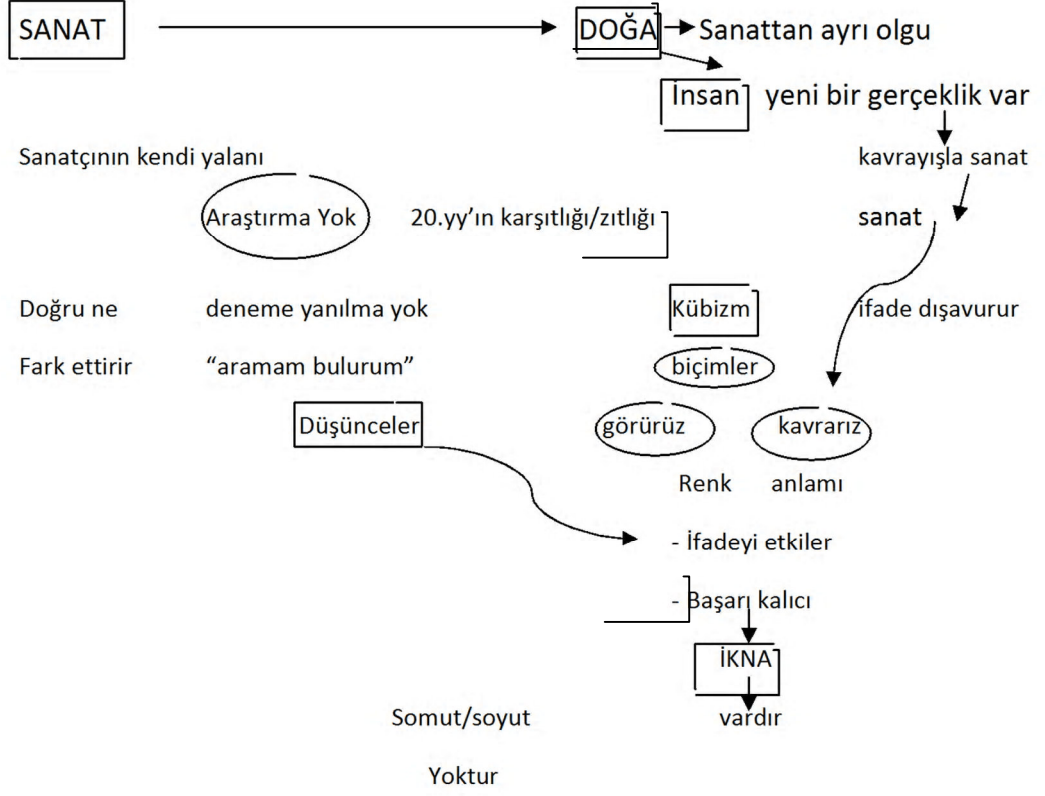 SANAT DOĞA Sanattan ayrı olgu
İnsan yeni bir gerçeklik var
Sanatçının kendi yalanı kavrayışla sanat
Araştırma Yok 20.yy’ın karşıtlığı/zıtlığı sanat
Doğru ne deneme yanılma yok Kübizm ifade dışavurur
Fark ettirir “aramam bulurum” biçimler
Düşünceler görürüz kavrarız
Renk anlamı
- İfadeyi etkiler
- Başarı kalıcı
İKNA
Somut/soyut vardır
Yoktur